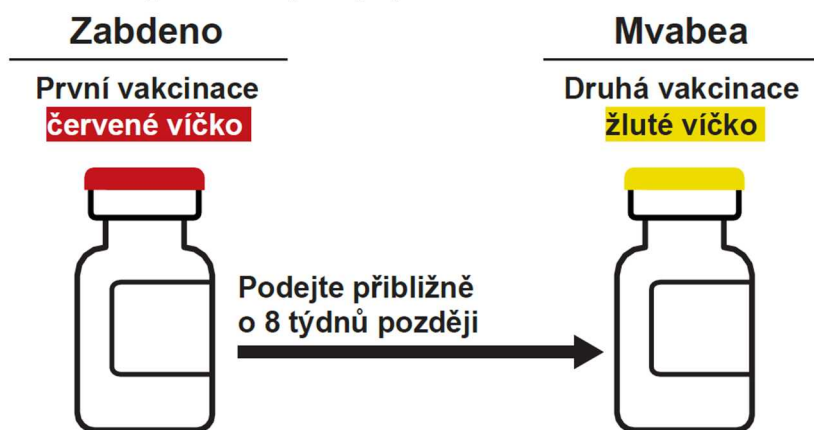 Zabdeno
První vakcinace
červené víčko
Mvabea
Druhá vakcinace
žluté víčko
Podejte přibližně
o 8 týdnů později